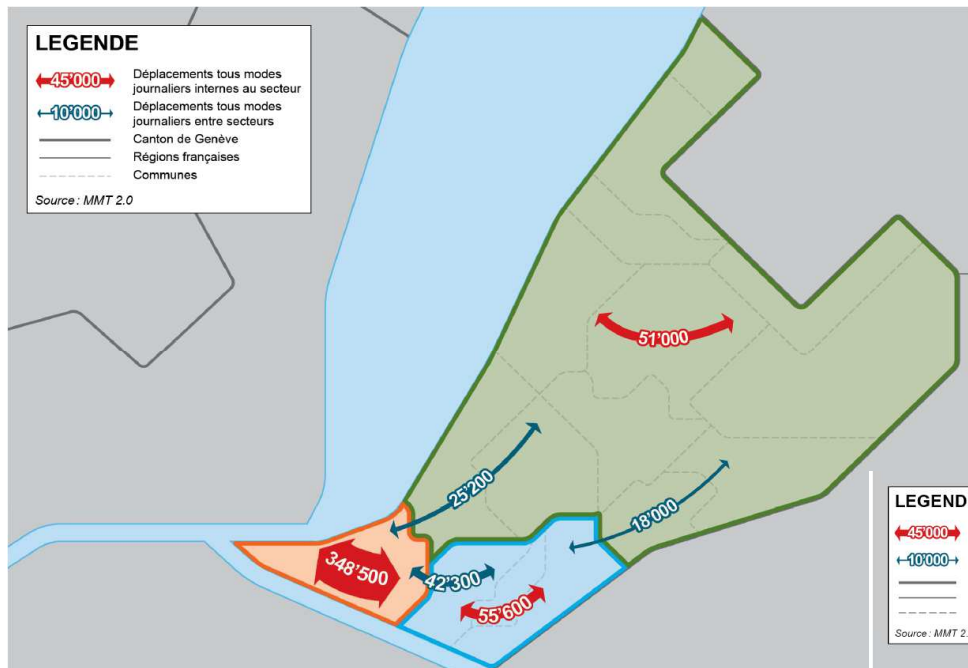 LEGENDE
45'000
Déplacements tous modes
journaliers internes au secteur
10'000
Déplacements tous modes
journaliers entre secteurs
Canton de Genève
Régions françaises
Communes
Source : MMT 2.0
51'000
25'200
18'000
348'500
42'300
55'600
LEGEND
45'000
10'000
Source : MMT 2.